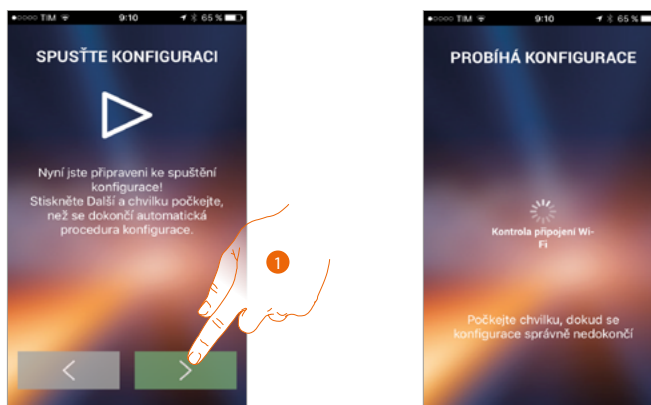 TIM 9:10 65 %
SPUSŤTE KONFIGURACI
Nyní jste připraveni ke spuštění
konfigurace!
Stiskněte Další a chvilku počkejte,
než se dokončí automatická
procedura konfigurace.
1
TIM 9:10 65 %
PROBÍHÁ KONFIGURACE
Kontrola připojení Wi-
Fi
Počkejte chvilku, dokud se
konfigurace správně nedokončí